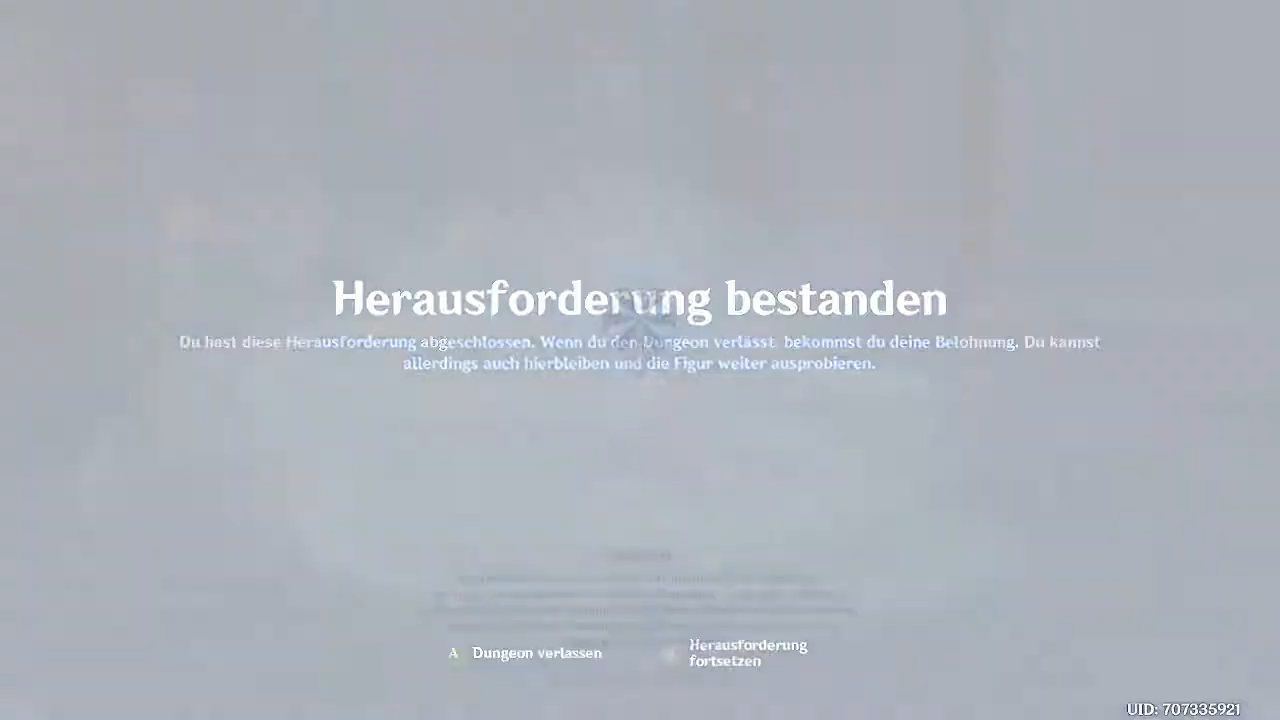 Herausforderung bestanden
Du hast diese Herausforderung abgeschlossen. Wenn du den Dungeon verlässt, bekommst du deine Belohnung. Du kannst
allerdings auch hierbleiben und die Figur weiter ausprobieren.
A Dungeon verlassen
Herausforderung
fortsetzen
UID: 707335921